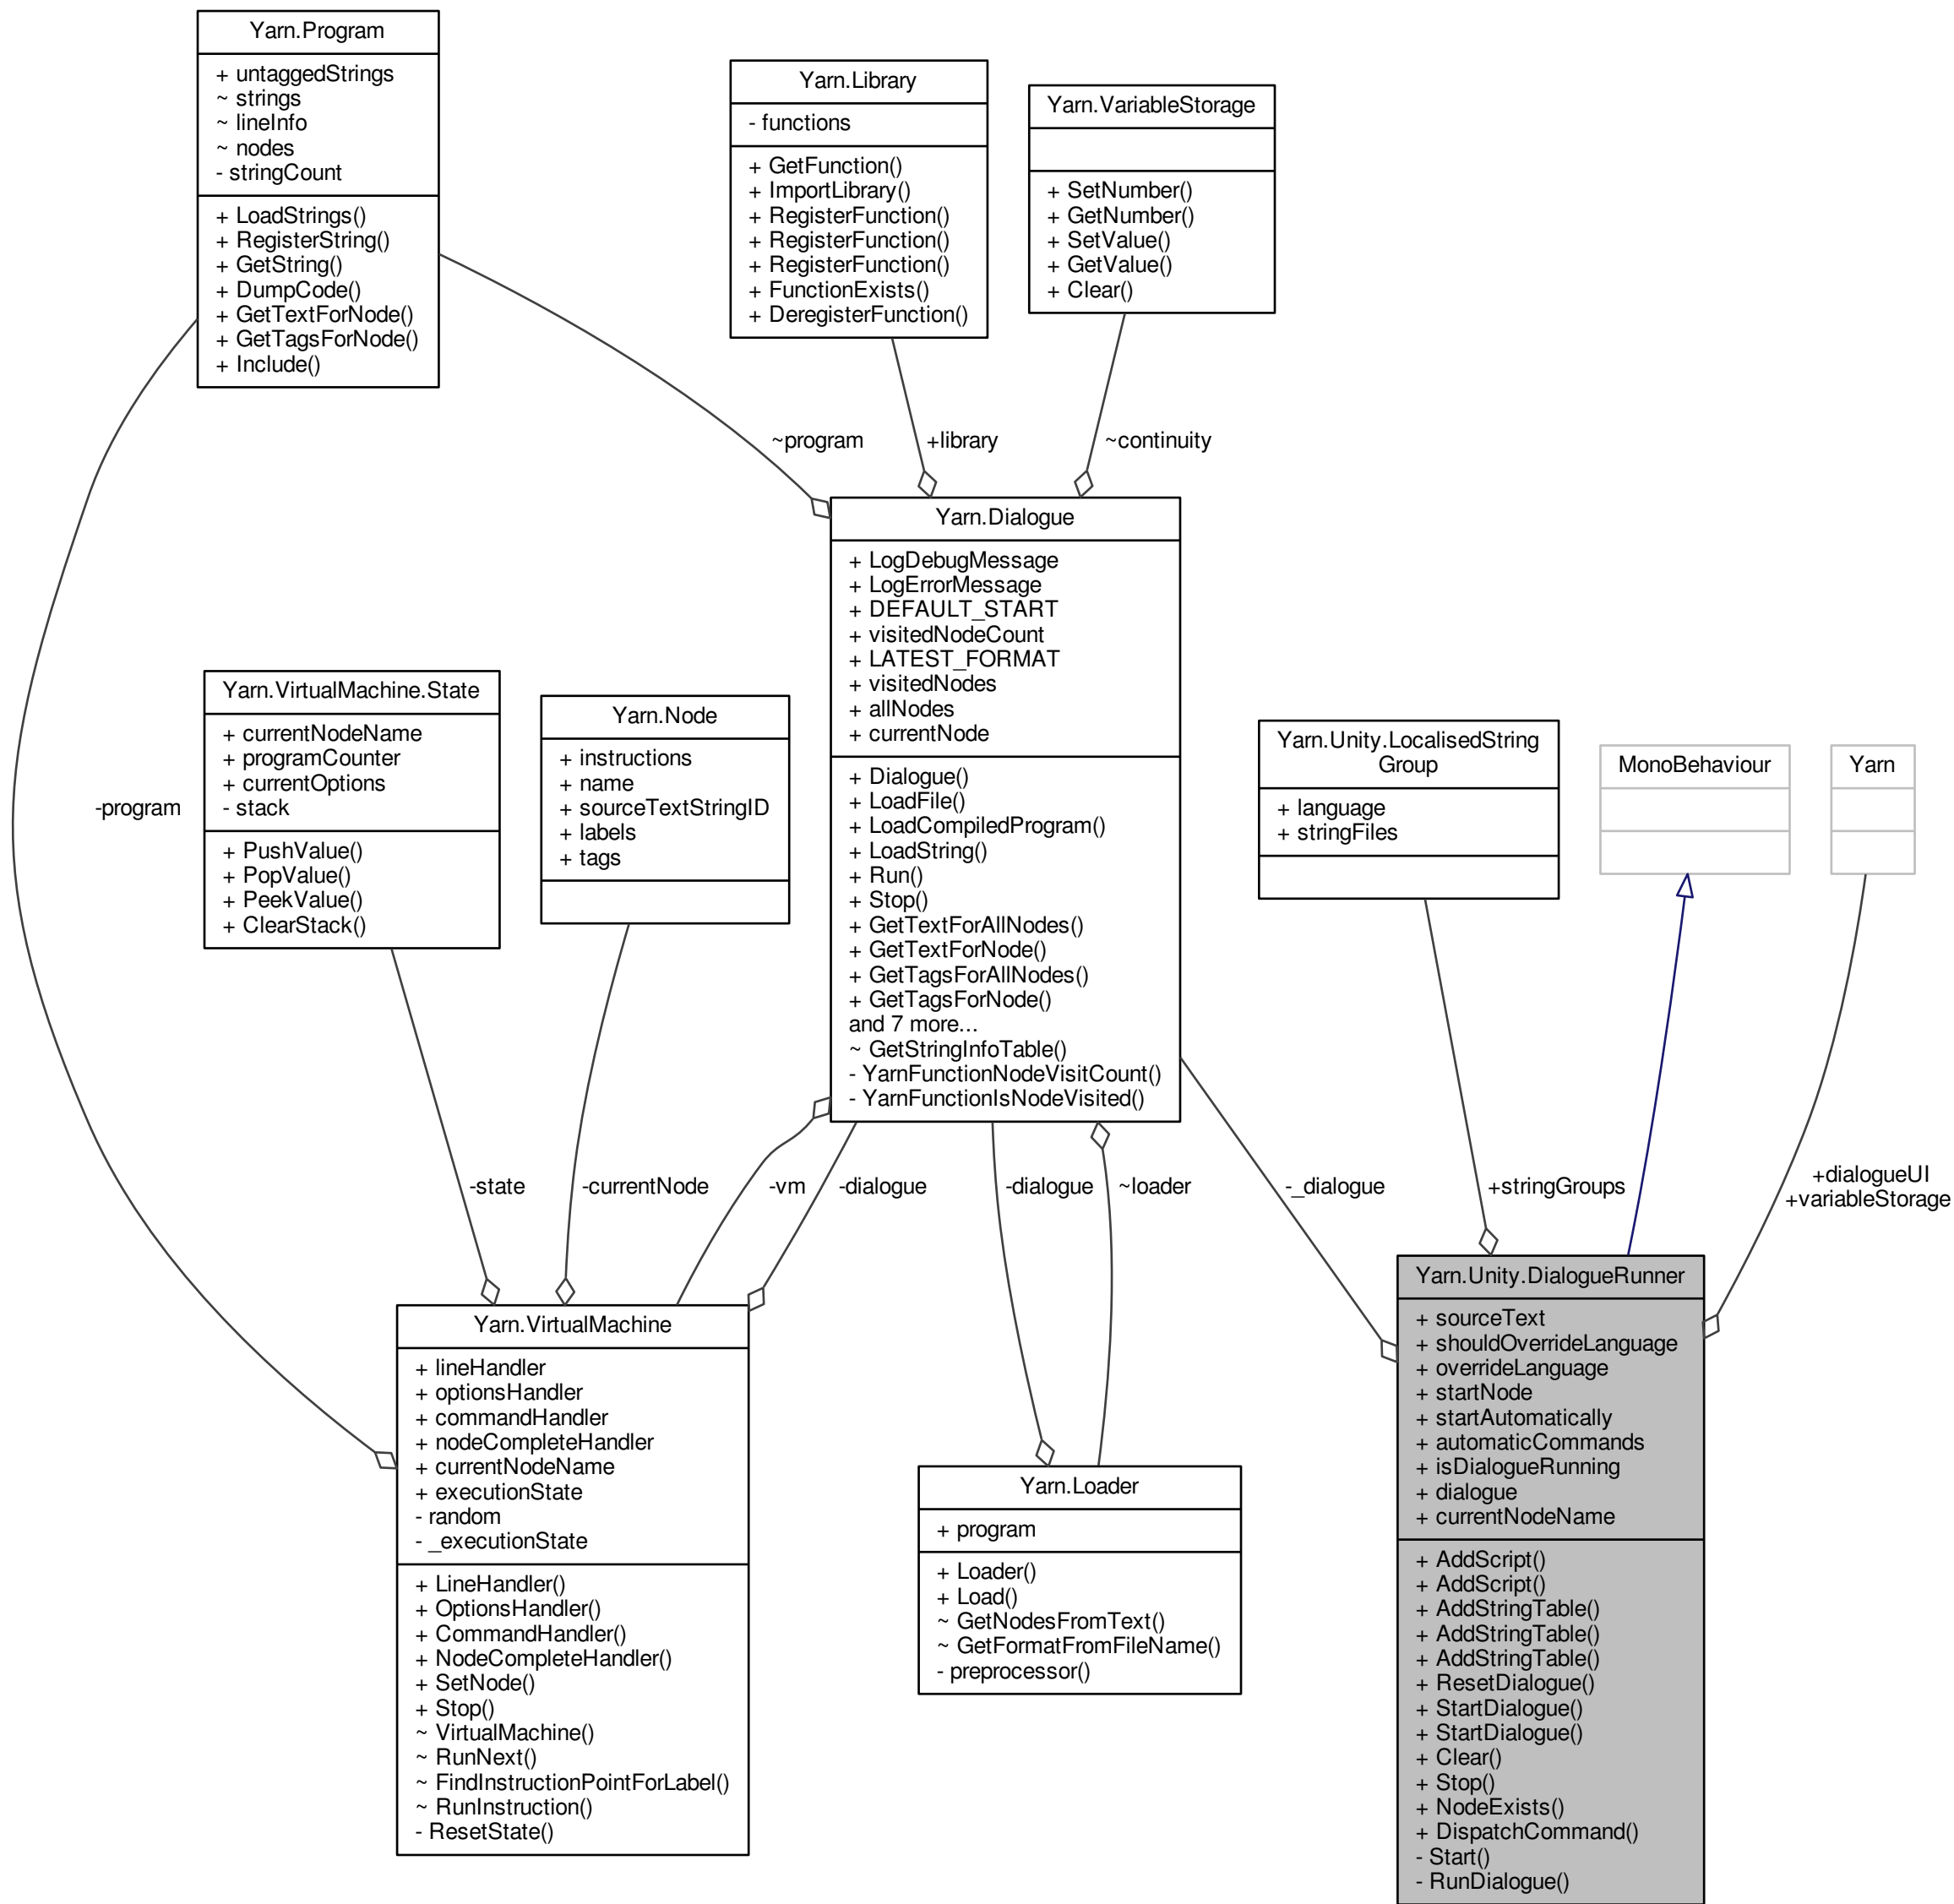 Yarn.Program
+ untaggedStrings
~ strings
~ lineInfo
~ nodes
- stringCount
+ LoadStrings()
+ RegisterString()
+ GetString()
+ DumpCode()
+ GetTextForNode()
+ GetTagsForNode()
+ Include()
Yarn.Library
- functions
+ GetFunction()
+ ImportLibrary()
+ RegisterFunction()
+ RegisterFunction()
+ RegisterFunction()
+ FunctionExists()
+ DeregisterFunction()
Yarn.VariableStorage
+ SetNumber()
+ GetNumber()
+ SetValue()
+ GetValue()
+ Clear()
~program
+library
~continuity
Yarn.Dialogue
+ LogDebugMessage
+ LogErrorMessage
+ DEFAULT_START
+ visitedNodeCount
+ LATEST_FORMAT
+ visitedNodes
+ allNodes
+ currentNode
+ Dialogue()
+ LoadFile()
+ LoadCompiledProgram()
+ LoadString()
+ Run()
+ Stop()
+ GetTextForAllNodes()
+ GetTextForNode()
+ GetTagsForAllNodes()
+ GetTagsForNode()
and 7 more...
~ GetStringInfoTable()
- YarnFunctionNodeVisitCount()
- YarnFunctionIsNodeVisited()
-program
Yarn.VirtualMachine.State
+ currentNodeName
+ programCounter
+ currentOptions
- stack
+ PushValue()
+ PopValue()
+ PeekValue()
+ ClearStack()
Yarn.Node
+ instructions
+ name
+ sourceTextStringID
+ labels
+ tags
Yarn.Unity.LocalisedString
Group
+ language
+ stringFiles
MonoBehaviour
Yarn
-state
-currentNode
-vm
-dialogue
-dialogue
~loader
-_dialogue
+stringGroups
+dialogueUI
+variableStorage
Yarn.VirtualMachine
+ lineHandler
+ optionsHandler
+ commandHandler
+ nodeCompleteHandler
+ currentNodeName
+ executionState
- random
- _executionState
+ LineHandler()
+ OptionsHandler()
+ CommandHandler()
+ NodeCompleteHandler()
+ SetNode()
+ Stop()
~ VirtualMachine()
~ RunNext()
~ FindInstructionPointForLabel()
~ RunInstruction()
- ResetState()
Yarn.Loader
+ program
+ Loader()
+ Load()
~ GetNodesFromText()
~ GetFormatFromFileName()
- preprocessor()
Yarn.Unity.DialogueRunner
+ sourceText
+ shouldOverrideLanguage
+ overrideLanguage
+ startNode
+ startAutomatically
+ automaticCommands
+ isDialogueRunning
+ dialogue
+ currentNodeName
+ AddScript()
+ AddScript()
+ AddStringTable()
+ AddStringTable()
+ AddStringTable()
+ ResetDialogue()
+ StartDialogue()
+ StartDialogue()
+ Clear()
+ Stop()
+ NodeExists()
+ DispatchCommand()
- Start()
- RunDialogue()